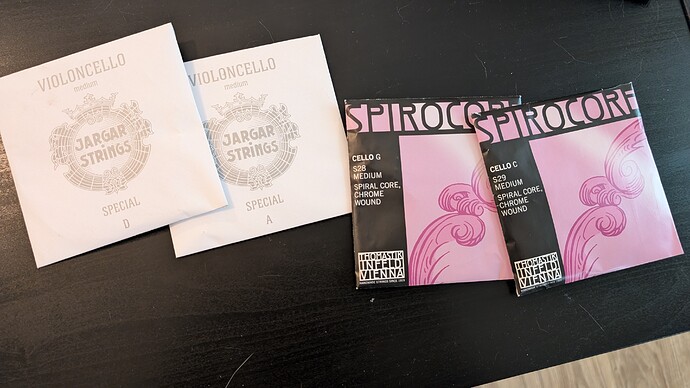 VIOLONCELLO
medium
JARGAR
STRINGS
SPECIAL
D
VIOLONCELLO
medium
JARGAR
STRINGS
SPECIAL
A
SPIROCORE
CELLO G
S28
MEDIUM
SPIRAL CORE,
CHROME
WOUND
THOMASTIK
INFELD
VIENNA
SPIROCORE
CELLO C
S29
MEDIUM
SPIRAL CORE,
CHROME
WOUND
THOMASTIK
INFELD
VIENNA